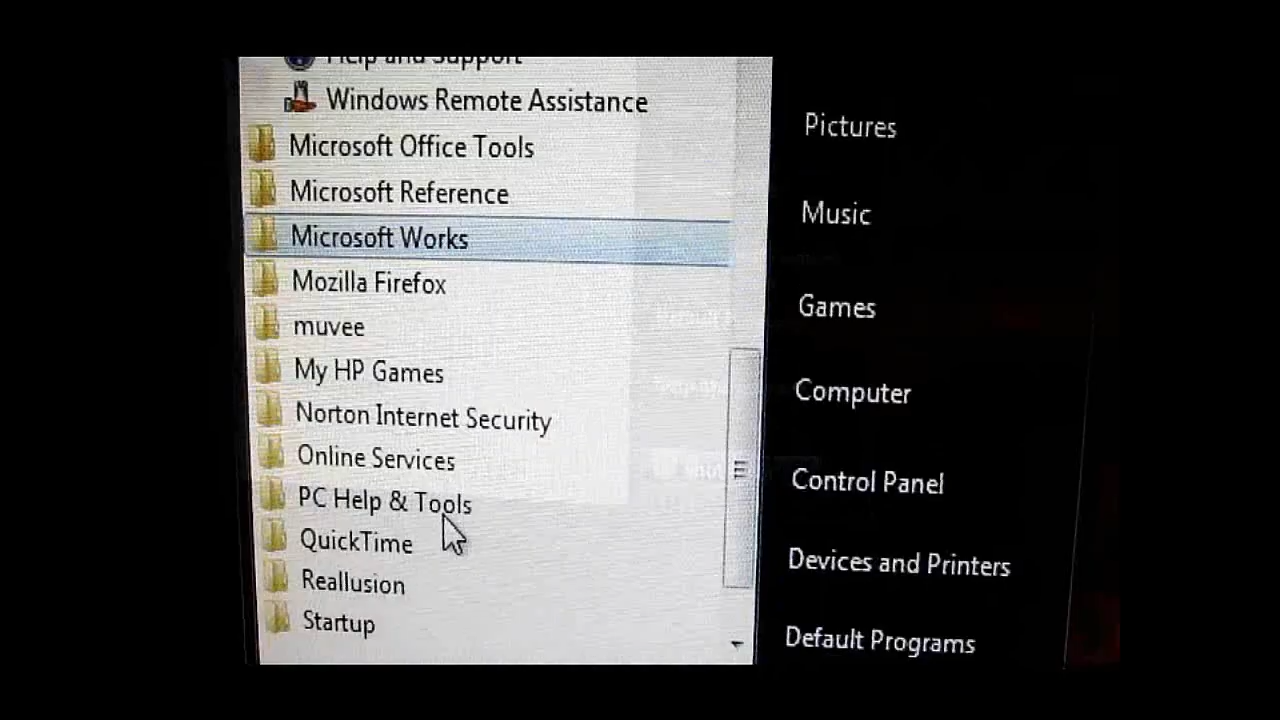 Help and Support
Windows Remote Assistance
Microsoft Office Tools
Microsoft Reference
Microsoft Works
Mozilla Firefox
muvee
My HP Games
Norton Internet Security
Online Services
PC Help & Tools
QuickTime
Reallusion
Startup
Pictures
Music
Games
Computer
Control Panel
Devices and Printers
Default Programs